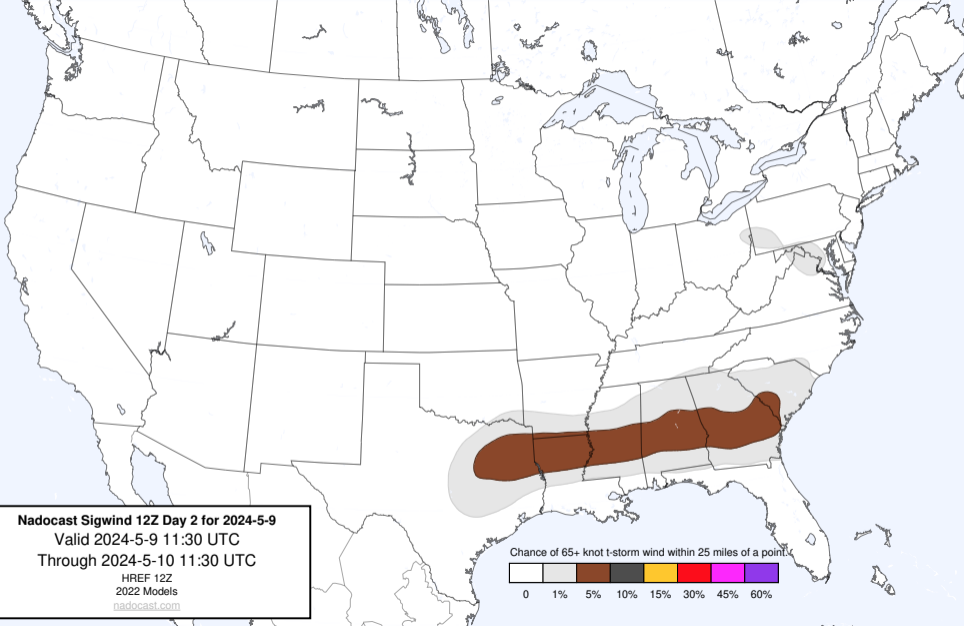 Nadocast Sigwind 12Z Day 2 for 2024-5-9
Valid 2024-5-9 11:30 UTC
Through 2024-5-10 11:30 UTC
HREF 12Z
2022 Models
nadocast.com
Chance of 65+ knot t-storm wind within 25 miles of a point.
0 1% 5% 10% 15% 30% 45% 60%